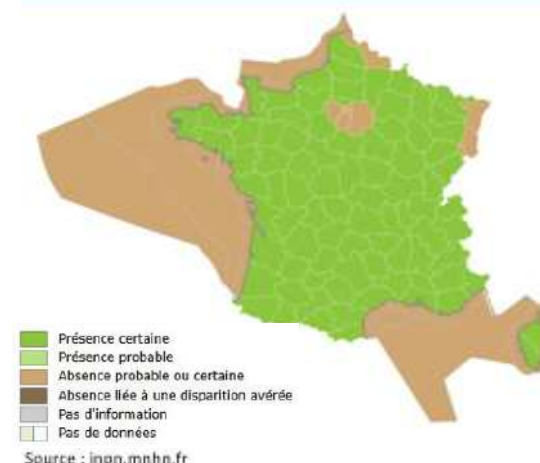 Présence certaine
Présence probable
Absence probable ou certaine
Absence liée à une disparition avérée
Pas d'information
Pas de données
Source : inpn.mnhn.fr